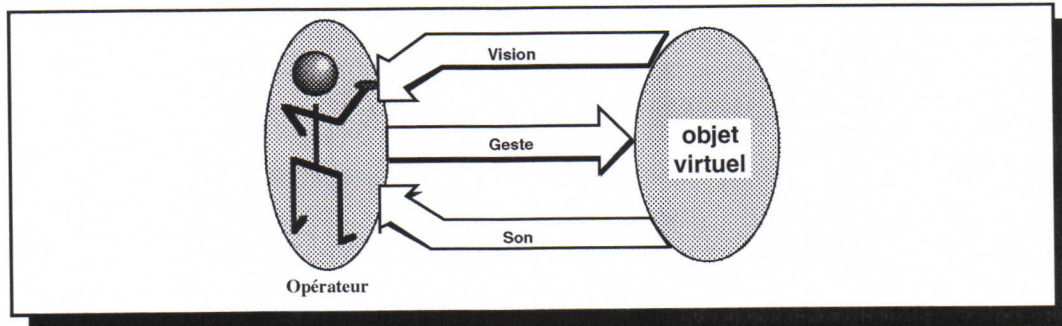 Vision
Geste
objet
virtuel
Son
Opérateur